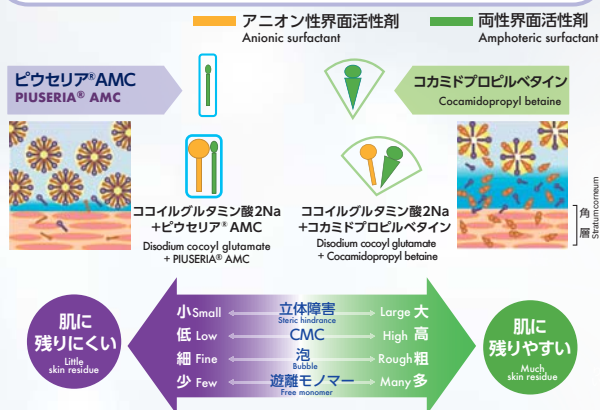 アニオン性界面活性剤
Anionic surfactant
両性界面活性剤
Amphoteric surfactant
ピウセリア®AMC
PIUSERIA® AMC
コカミドプロピルベタイン
Cocamidopropyl betaine
ココイルグルタミン酸2Na
+ピウセリア® AMC
Disodium cocoyl glutamate
+ PIUSERIA® AMC
ココイルグルタミン酸2Na
+コカミドプロピルベタイン
Disodium cocoyl glutamate
+ Cocamidopropyl betaine
角層
Stratum corneum
肌に
残りにくい
Little
skin residue
小 Small 立体障害 Large 大
Steric hindrance
低 Low CMC High 高
細 Fine 泡 Rough 粗
Bubble
少 Few 遊離モノマー Many 多
Free monomer
肌に
残りやすい
Much
skin residue